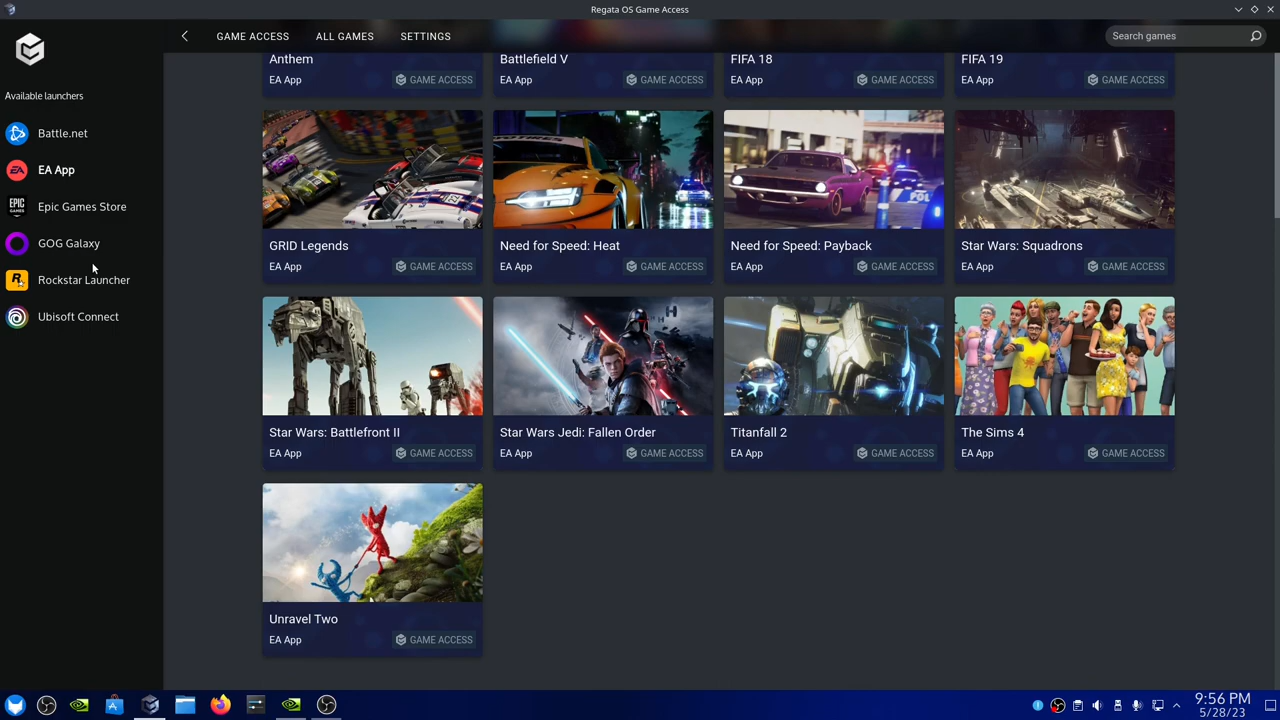 Regata OS Game Access
GAME ACCESS
ALL GAMES
SETTINGS
Search games
Available launchers
Battle.net
EA
EA App
EPIC GAMES
Epic Games Store
GOG Galaxy
R
Rockstar Launcher
Ubisoft Connect
Anthem
EA App
GAME ACCESS
Battlefield V
EA App
GAME ACCESS
FIFA 18
EA App
GAME ACCESS
FIFA 19
EA App
GAME ACCESS
GRID Legends
EA App
GAME ACCESS
Need for Speed: Heat
EA App
GAME ACCESS
Need for Speed: Payback
EA App
GAME ACCESS
Star Wars: Squadrons
EA App
GAME ACCESS
Star Wars: Battlefront II
EA App
GAME ACCESS
Star Wars Jedi: Fallen Order
EA App
GAME ACCESS
Titanfall 2
EA App
GAME ACCESS
The Sims 4
EA App
GAME ACCESS
Unravel Two
EA App
GAME ACCESS
9:56 PM
5/28/23